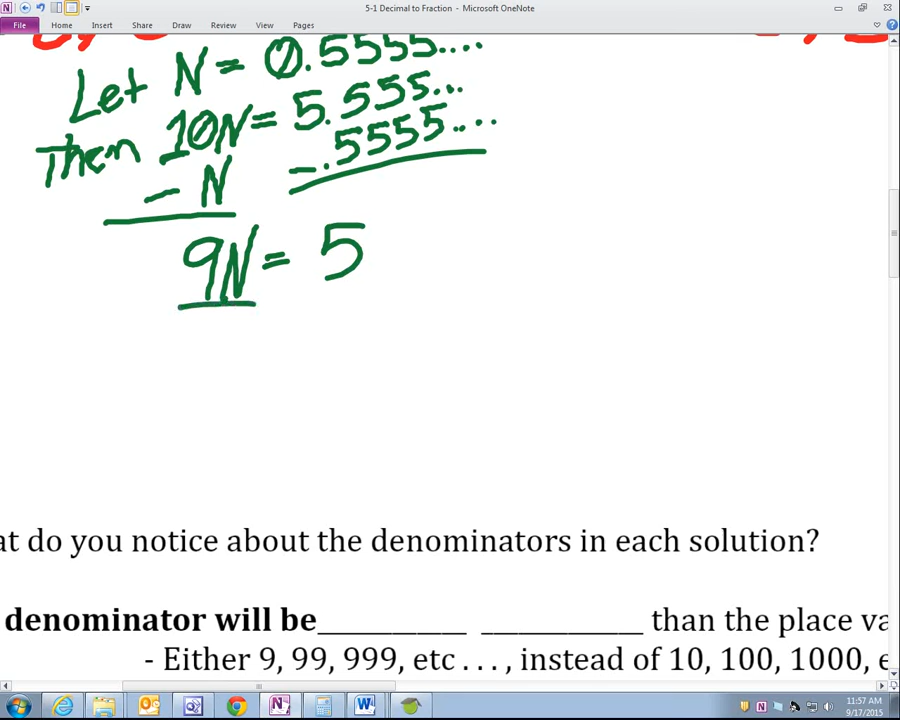 5-1 Decimal to Fraction - Microsoft OneNote
File Home Insert Share Draw Review View Pages
Let N = 0.5555....
Then 10N = 5.555...
- N - .5555....
9N = 5
at do you notice about the denominators in each solution?
denominator will be____________ _______________ than the place va
- Either 9, 99, 999, etc . . . , instead of 10, 100, 1000, e
11:57 AM
9/17/2015